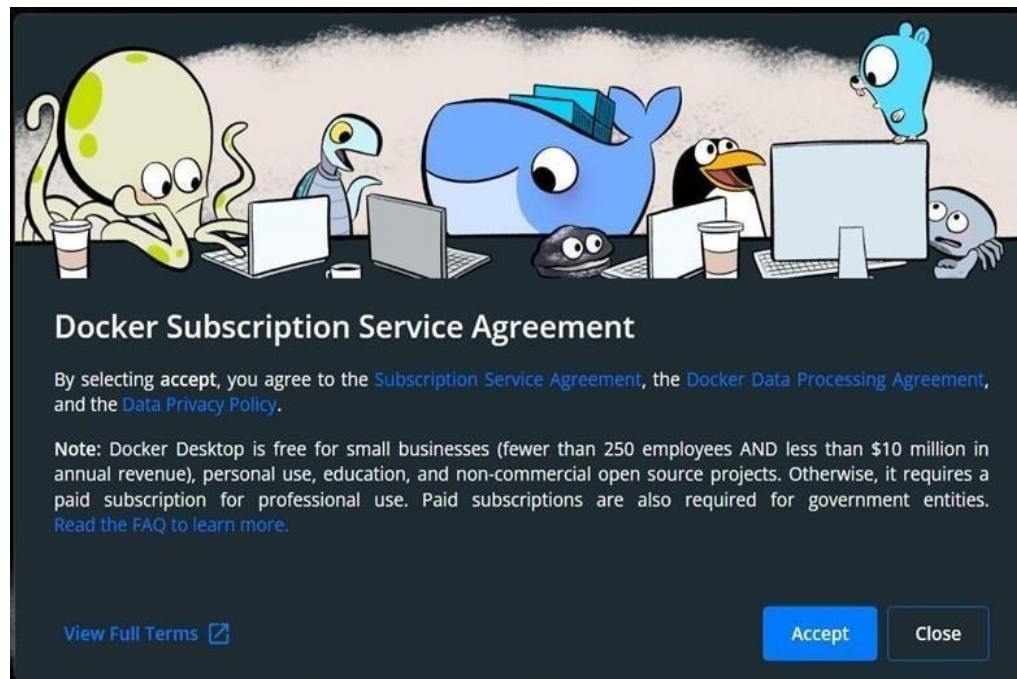 Docker Subscription Service Agreement
By selecting accept, you agree to the Subscription Service Agreement, the Docker Data Processing Agreement,
and the Data Privacy Policy.
Note: Docker Desktop is free for small businesses (fewer than 250 employees AND less than $10 million in
annual revenue), personal use, education, and non-commercial open source projects. Otherwise, it requires a
paid subscription for professional use. Paid subscriptions are also required for government entities.
Read the FAQ to learn more.
View Full Terms
Accept
Close